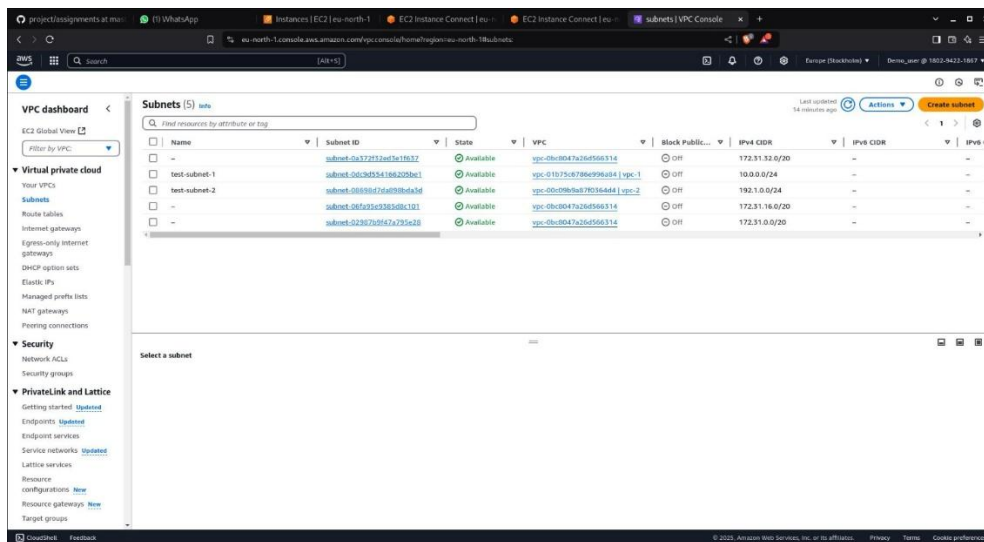 project/assignments at mas
(1) WhatsApp
Instances | EC2 | eu-north-1
EC2 Instance Connect | eu-n
EC2 Instance Connect | eu-n
subnets | VPC Console
eu-north-1.console.aws.amazon.com/vpcconsole/home?region=eu-north-1#subnets:
aws
Search
[Alt+S]
Europe (Stockholm)
Demo_user @ 1802-9422-1867
VPC dashboard
EC2 Global View
Filter by VPC:
Virtual private cloud
Your VPCs
Subnets
Route tables
Internet gateways
Egress-only internet
gateways
DHCP option sets
Elastic IPs
Managed prefix lists
NAT gateways
Peering connections
Security
Network ACLs
Security groups
PrivateLink and Lattice
Getting started Updated
Endpoints Updated
Endpoint services
Service networks Updated
Lattice services
Resource
configurations New
Resource gateways New
Target groups
Subnets (5) Info
Last updated
14 minutes ago
Actions
Create subnet
Find resources by attribute or tag
1
Name Subnet ID State VPC Block Public... IPv4 CIDR IPv6 CIDR IPv6
– subnet-0a372f32ed3e1f637 Available vpc-0bc8047a26d566314 Off 172.31.32.0/20 – –
test-subnet-1 subnet-0dc9d554166205be1 Available vpc-01b75c6786e996a84 | vpc-1 Off 10.0.0.0/24 – –
test-subnet-2 subnet-08698d7da898bda3d Available vpc-00c09b9a87f0364d4 | vpc-2 Off 192.1.0.0/24 – –
– subnet-06fa95e9385d8c101 Available vpc-0bc8047a26d566314 Off 172.31.16.0/20 – –
– subnet-02987b9f47a795e28 Available vpc-0bc8047a26d566314 Off 172.31.0.0/20 – –
Select a subnet
CloudShell Feedback
© 2025, Amazon Web Services, Inc. or its affiliates. Privacy Terms Cookie preferences